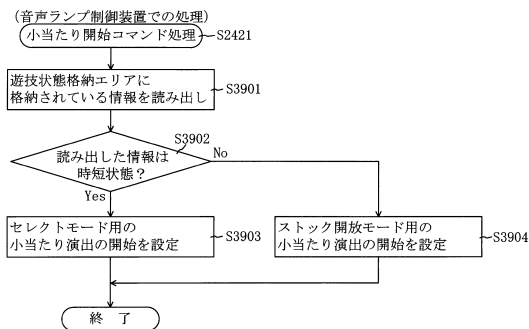 (音声ランプ制御装置での処理)
小当たり開始コマンド処理
S2421
遊技状態格納エリアに
格納されている情報を読み出し
S3901
S3902
読み出した情報は
時短状態?
No
Yes
セレクトモード用の
小当たり演出の開始を設定
S3903
ストック開放モード用の
小当たり演出の開始を設定
S3904
終 了